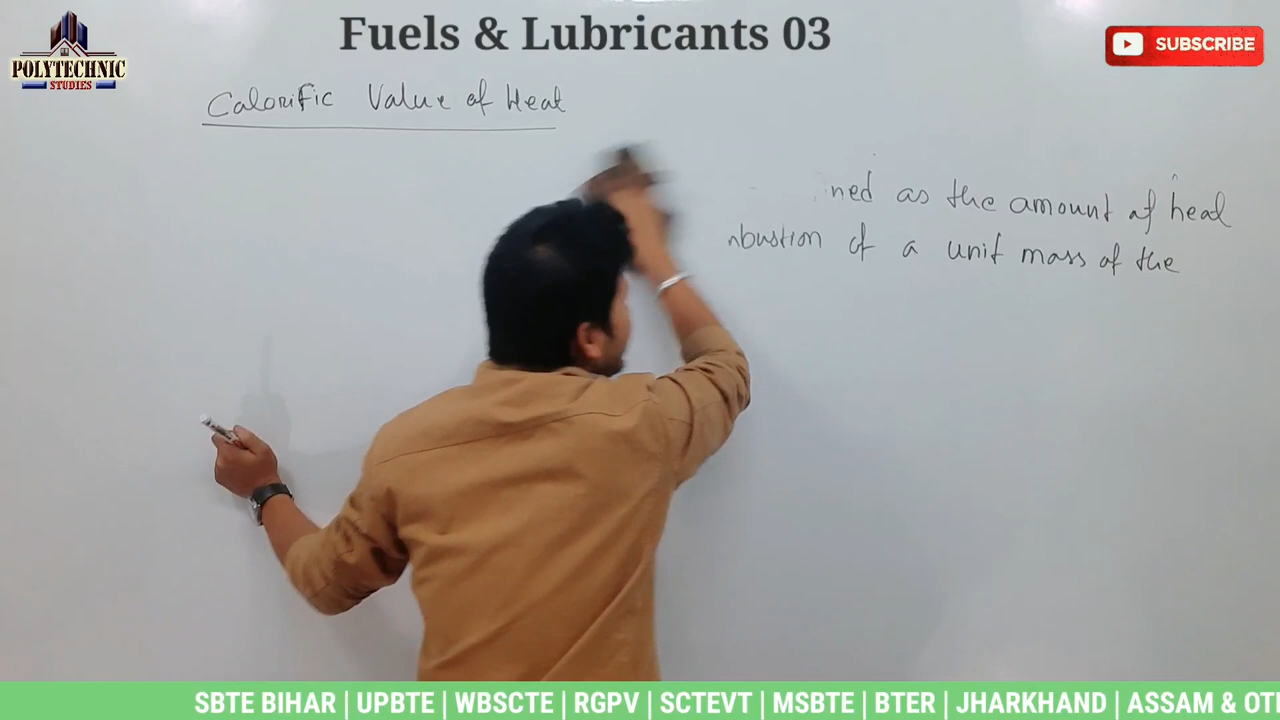 Fuels & Lubricants 03
POLYTECHNIC
STUDIES
SUBSCRIBE
Calorific Value of Heat
ned as the amount of heat
nbustion of a unit mass of the
SBTE BIHAR | UPBTE | WBSCTE | RGPV | SCTEVT | MSBTE | BTER | JHARKHAND | ASSAM & OT